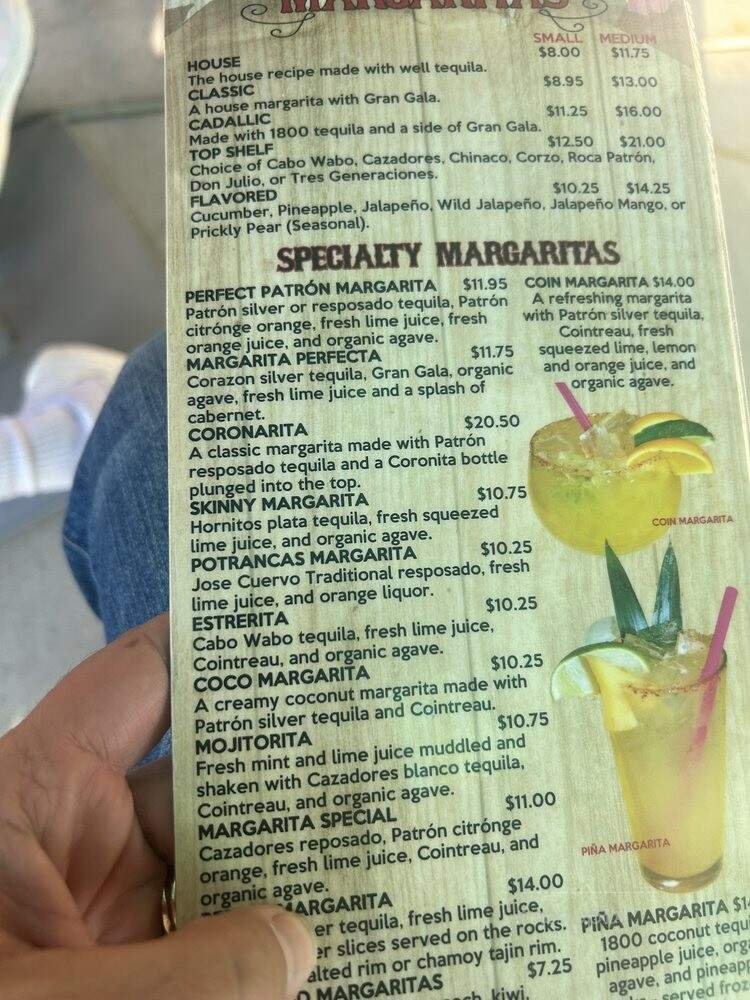 MARGARITAS
SMALL MEDIUM
HOUSE $8.00 $11.75
The house recipe made with well tequila.
CLASSIC $8.95 $13.00
A house margarita with Gran Gala.
CADALLIC $11.25 $16.00
Made with 1800 tequila and a side of Gran Gala.
TOP SHELF $12.50 $21.00
Choice of Cabo Wabo, Cazadores, Chinaco, Corzo, Roca Patrón,
Don Julio, or Tres Generaciones.
FLAVORED $10.25 $14.25
Cucumber, Pineapple, Jalapeño, Wild Jalapeño, Jalapeño Mango, or
Prickly Pear (Seasonal).
SPECIALTY MARGARITAS
PERFECT PATRÓN MARGARITA $11.95
Patrón silver or resposado tequila, Patrón
citrónge orange, fresh lime juice, fresh
orange juice, and organic agave.
MARGARITA PERFECTA $11.75
Corazon silver tequila, Gran Gala, organic
agave, fresh lime juice and a splash of
cabernet.
CORONARITA $20.50
A classic margarita made with Patrón
resposado tequila and a Coronita bottle
plunged into the top.
SKINNY MARGARITA $10.75
Hornitos plata tequila, fresh squeezed
lime juice, and organic agave.
POTRANCAS MARGARITA $10.25
Jose Cuervo Traditional resposado, fresh
lime juice, and orange liquor.
ESTRERITA $10.25
Cabo Wabo tequila, fresh lime juice,
Cointreau, and organic agave.
COCO MARGARITA $10.25
A creamy coconut margarita made with
Patrón silver tequila and Cointreau.
MOJITORITA $10.75
Fresh mint and lime juice muddled and
shaken with Cazadores blanco tequila,
Cointreau, and organic agave.
MARGARITA SPECIAL $11.00
Cazadores reposado, Patrón citrónge
orange, fresh lime juice, Cointreau, and
organic agave.
MARGARITA $14.00
er tequila, fresh lime juice,
er slices served on the rocks.
alted rim or chamoy tajin rim.
O MARGARITAS $7.25
kiwi,
COIN MARGARITA $14.00
A refreshing margarita
with Patrón silver tequila,
Cointreau, fresh
squeezed lime, lemon
and orange juice, and
organic agave.
COIN MARGARITA
PIÑA MARGARITA
PIÑA MARGARITA $14
1800 coconut tequ
pineapple juice, orga
agave, and pineapp
served froz